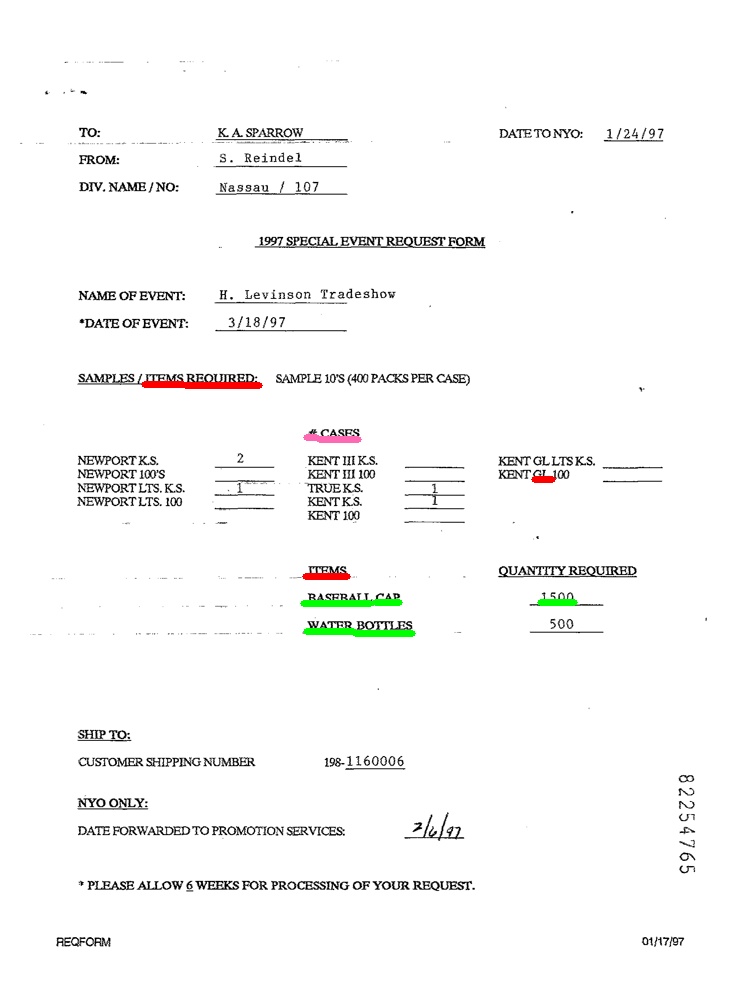 TO: K. A. SPARROW DATE TO NYO: 1/24/97
FROM: S. Reindel
DIV. NAME / NO: Nassau / 107
1997 SPECIAL EVENT REQUEST FORM
NAME OF EVENT: H. Levinson Tradeshow
*DATE OF EVENT: 3/18/97
SAMPLES / ITEMS REQUIRED: SAMPLE 10'S (400 PACKS PER CASE)
# CASES
NEWPORT K.S. 2 KENT III K.S. KENT GL LTS K.S.
NEWPORT 100'S KENT III 100 KENT GL 100
NEWPORT LTS. K.S. 1 TRUE K.S. 1
NEWPORT LTS. 100 KENT K.S. 1
KENT 100
ITEMS QUANTITY REQUIRED
BASEBALL CAP 1500
WATER BOTTLES 500
SHIP TO:
CUSTOMER SHIPPING NUMBER 198-1160006
NYO ONLY:
DATE FORWARDED TO PROMOTION SERVICES: 2/6/97
82254765
* PLEASE ALLOW 6 WEEKS FOR PROCESSING OF YOUR REQUEST.
REQFORM 01/17/97